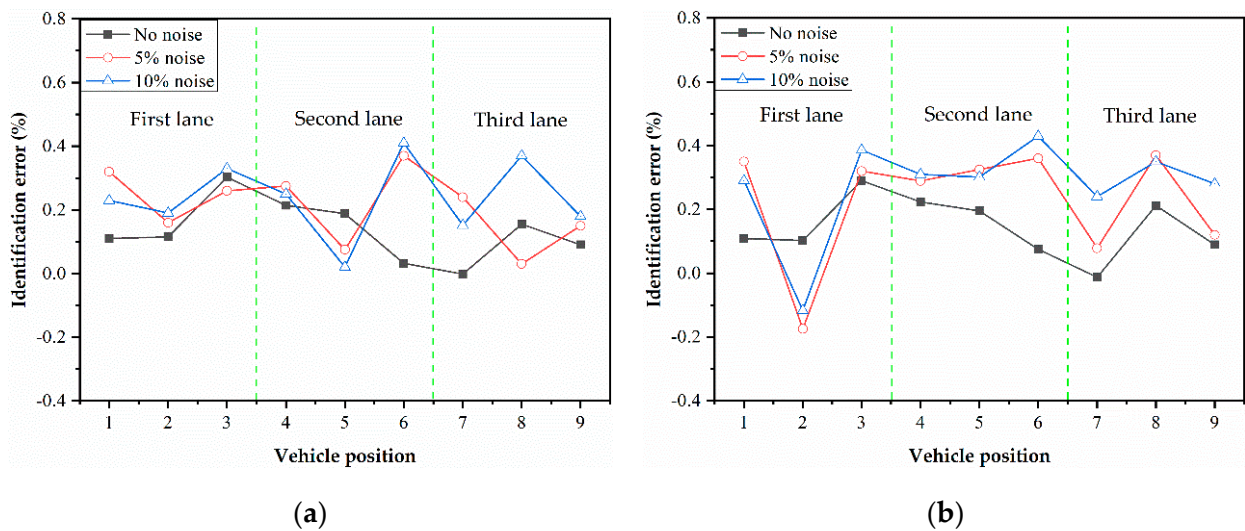 0.8
0.6
0.4
0.2
0.0
-0.2
-0.4
Identification error (%)
No noise
5% noise
10% noise
First lane
Second lane
Third lane
1 2 3 4 5 6 7 8 9
Vehicle position
(a)
0.8
0.6
0.4
0.2
0.0
-0.2
-0.4
Identification error (%)
No noise
5% noise
10% noise
First lane
Second lane
Third lane
1 2 3 4 5 6 7 8 9
Vehicle position
(b)